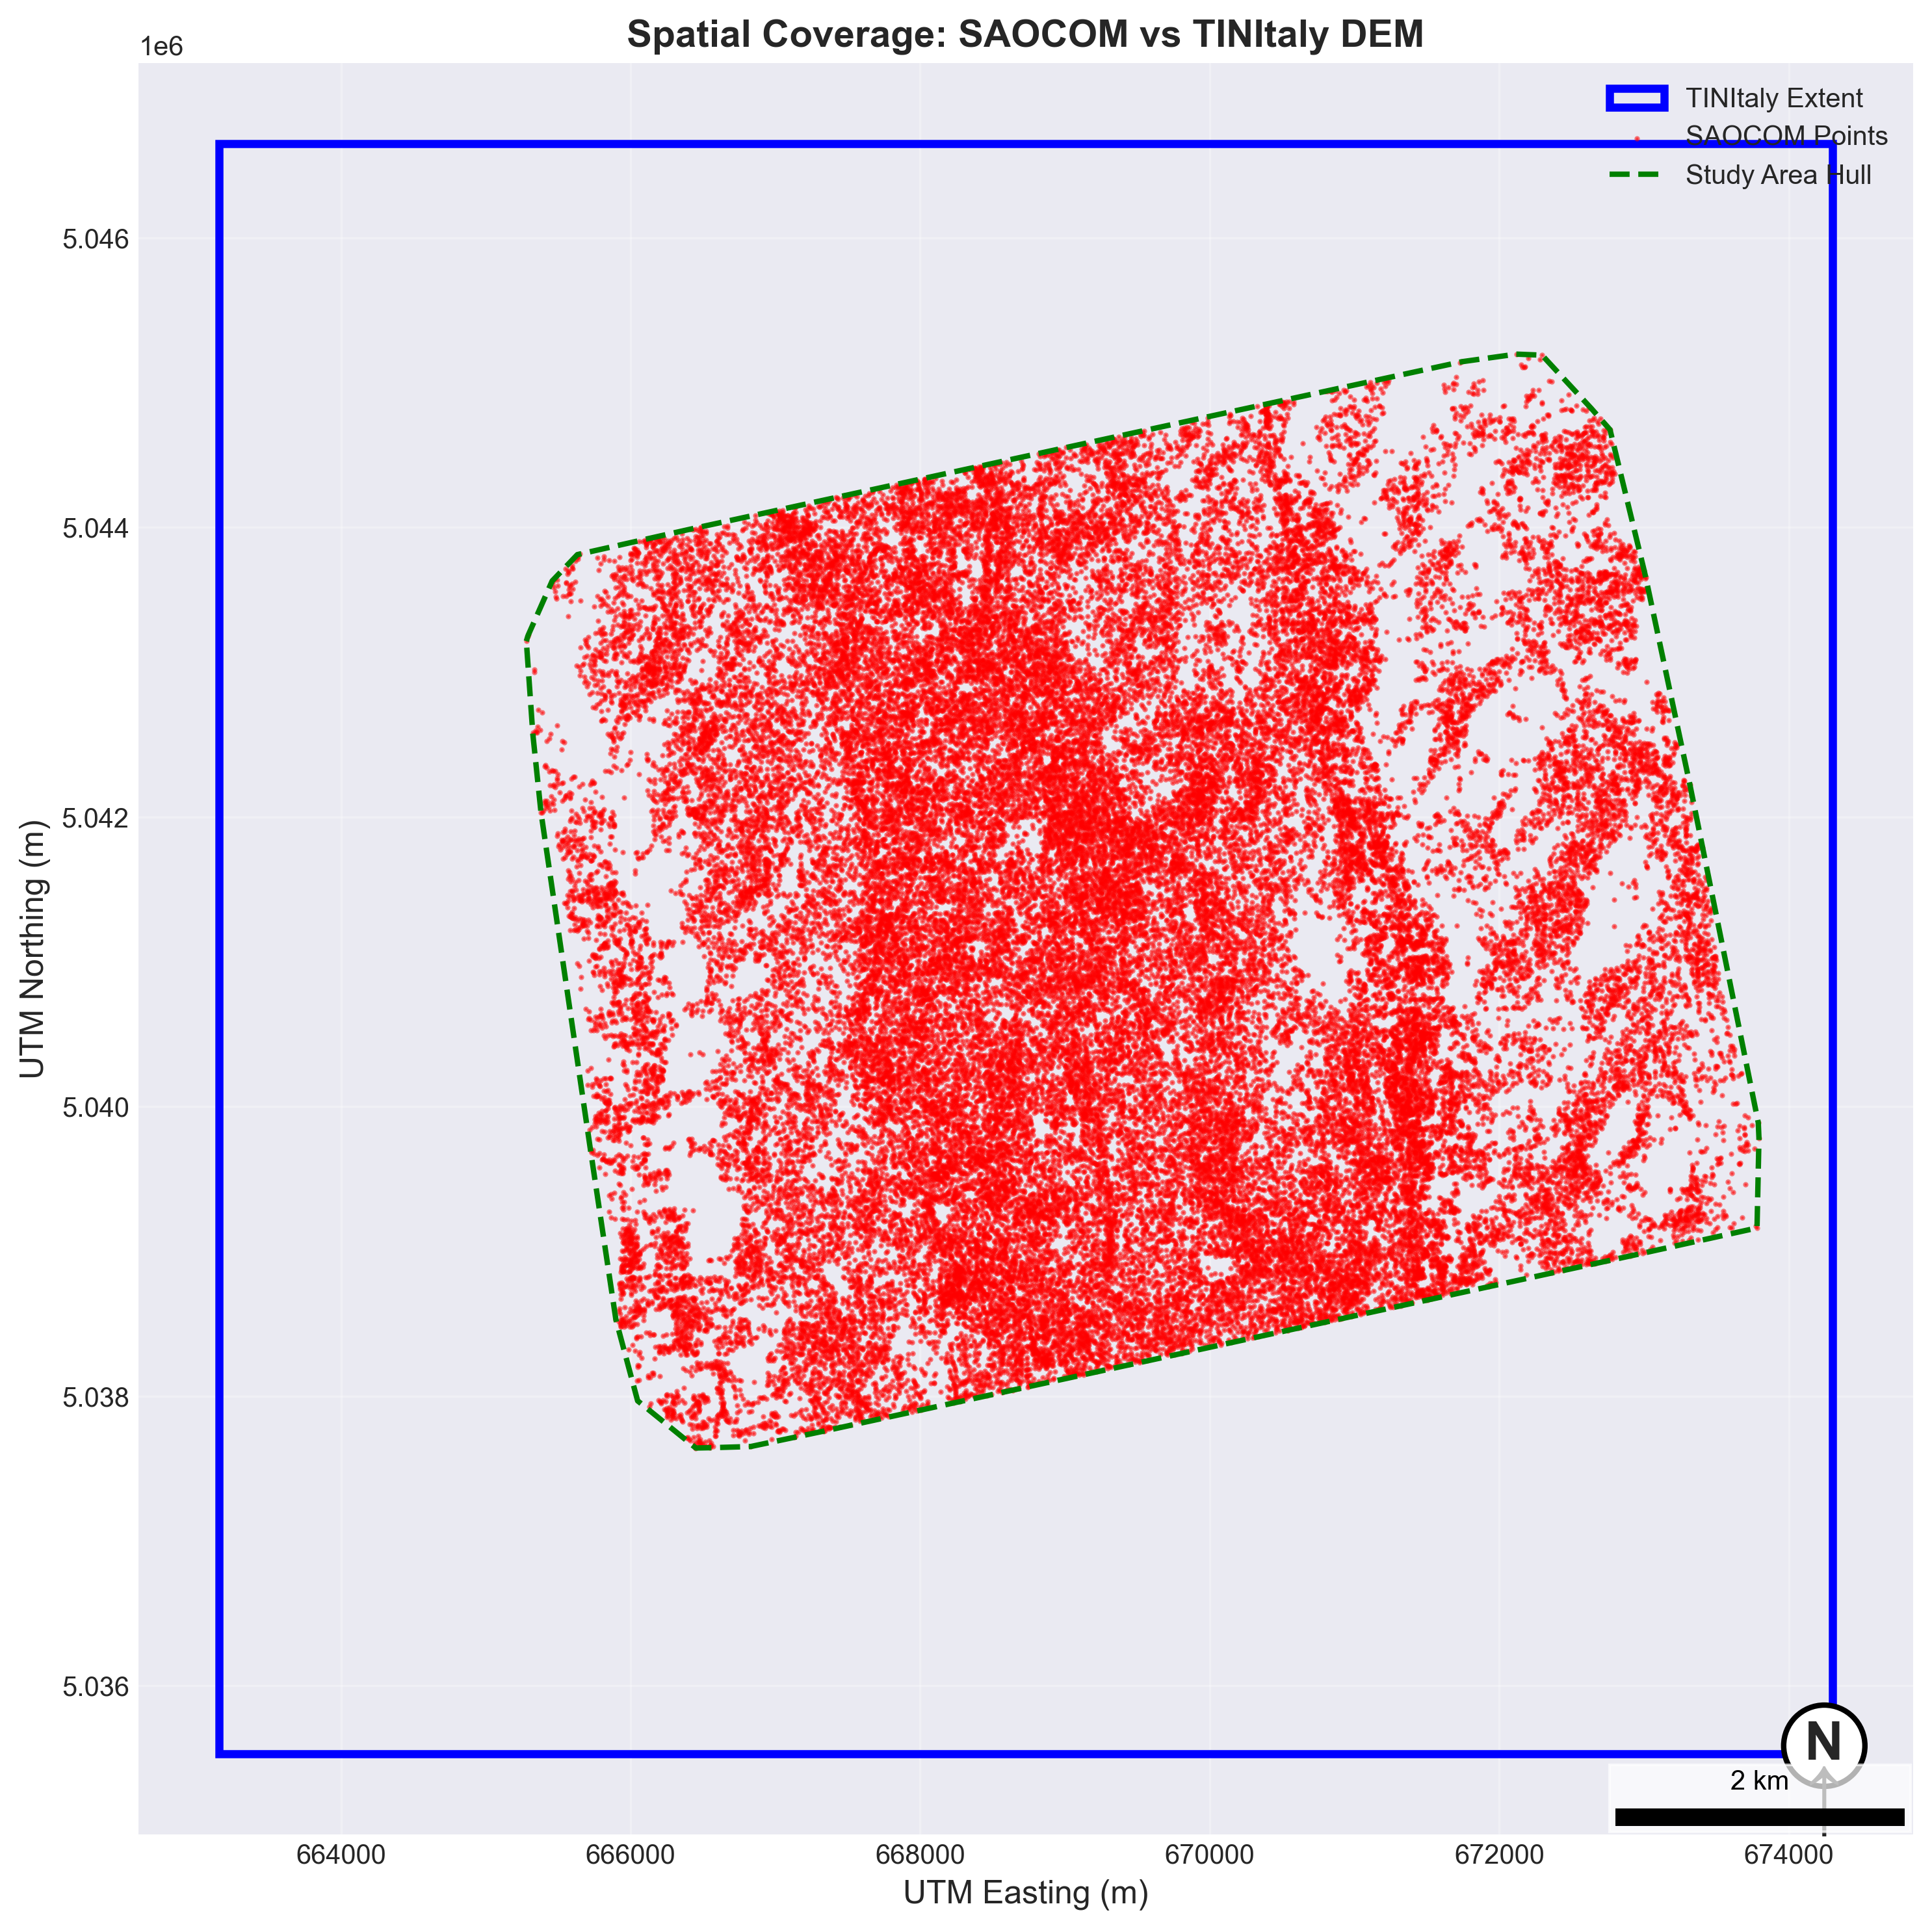 Spatial Coverage: SAOCOM vs TINItaly DEM
1e6
TINItaly Extent
SAOCOM Points
Study Area Hull
5.046
5.044
5.042
5.040
5.038
5.036
UTM Northing (m)
N
2 km
664000
666000
668000
670000
672000
674000
UTM Easting (m)